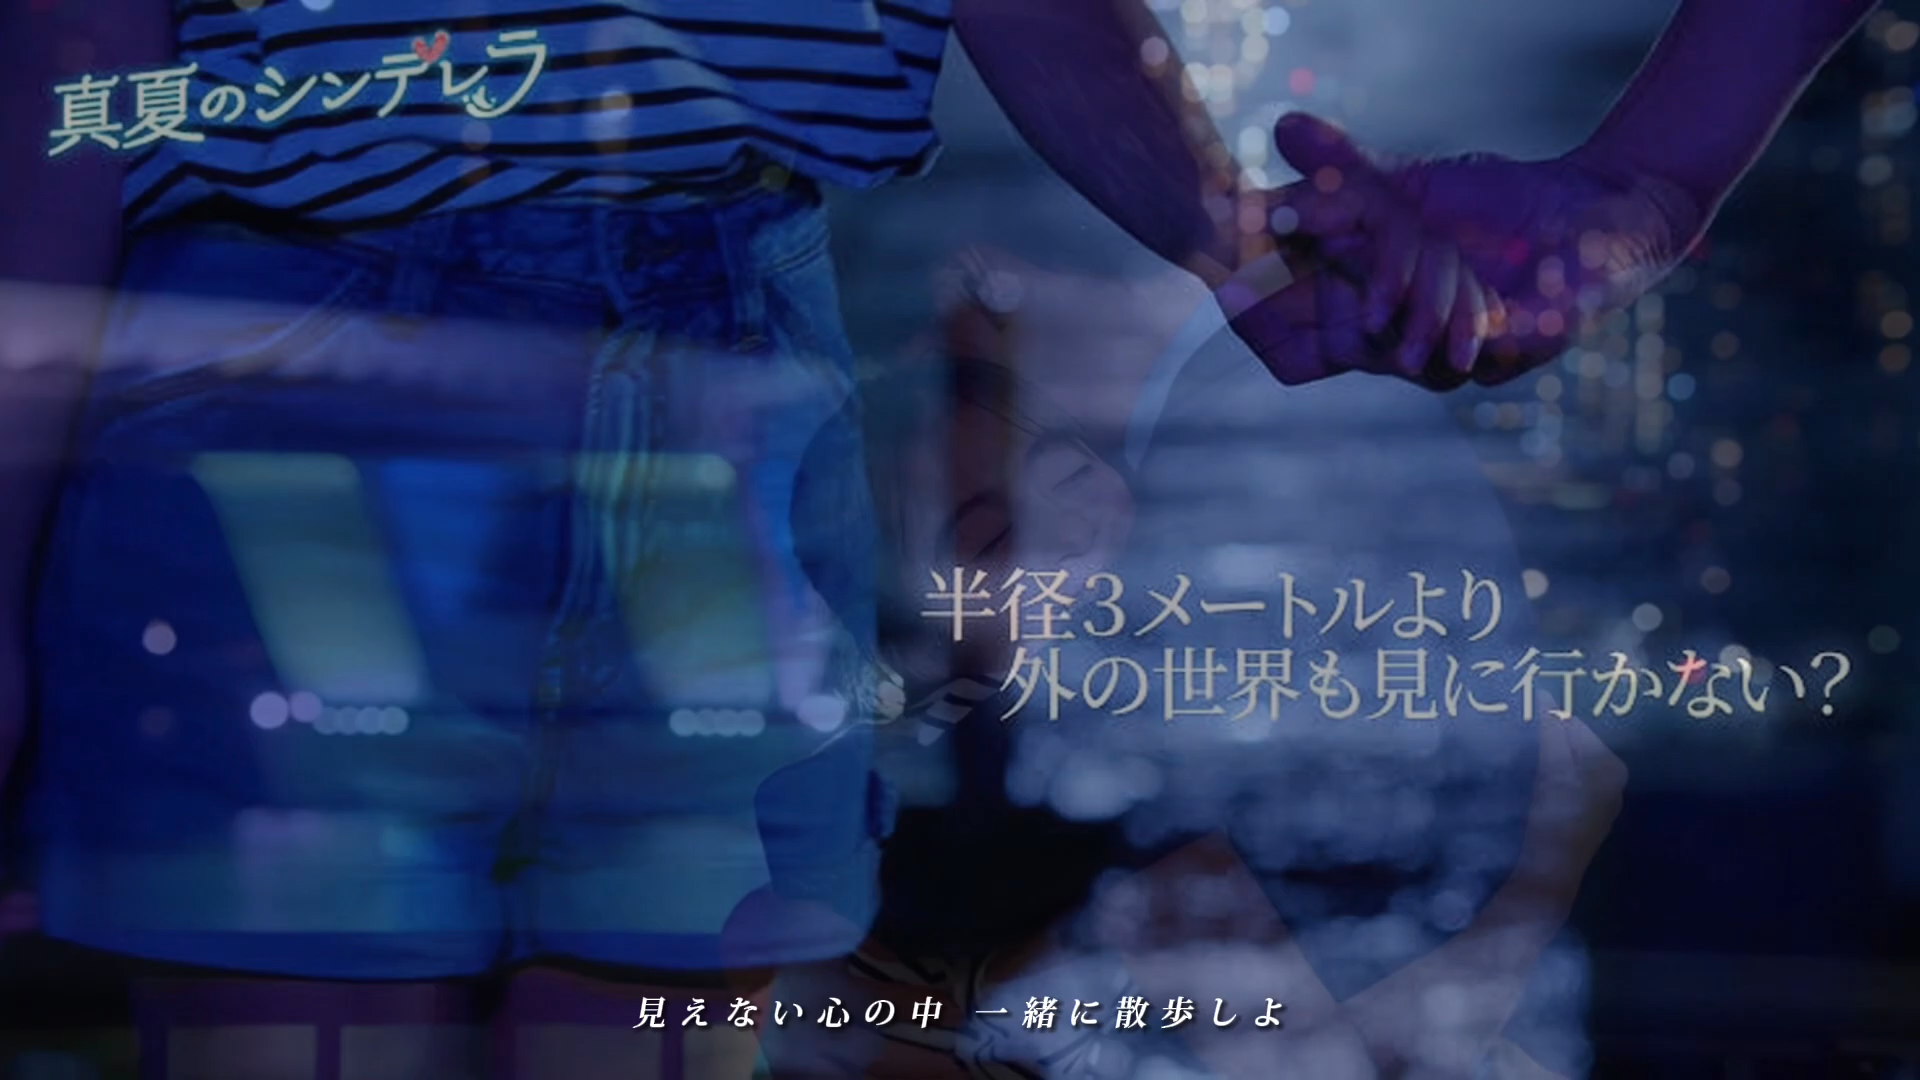 真夏のシンデレラ
半径3メートルより
外の世界も見に行かない?
見えない心の中 一緒に散歩しよ